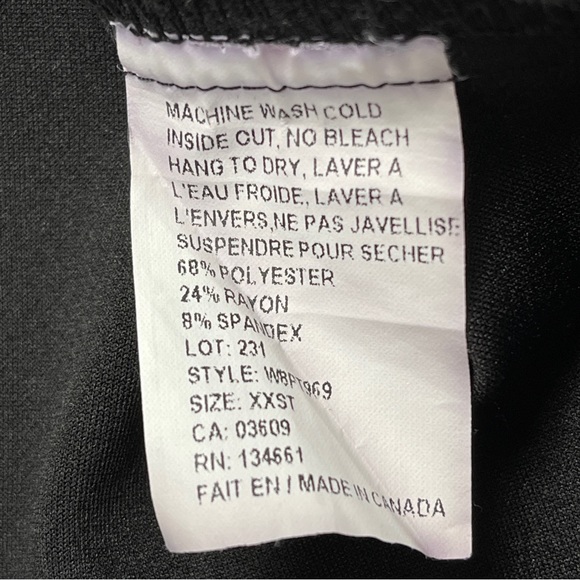 MACHINE WASH COLD
INSIDE OUT, NO BLEACH
HANG TO DRY, LAVER A
L'EAU FROIDE, LAVER A
L'ENVERS,NE PAS JAVELLISE
SUSPENDRE POUR SECHER
68% POLYESTER
24% RAYON
8% SPANDEX
LOT: 231
STYLE: WBPT969
SIZE: XXST
CA: 03609
RN: 134661
FAIT EN / MADE IN CANADA